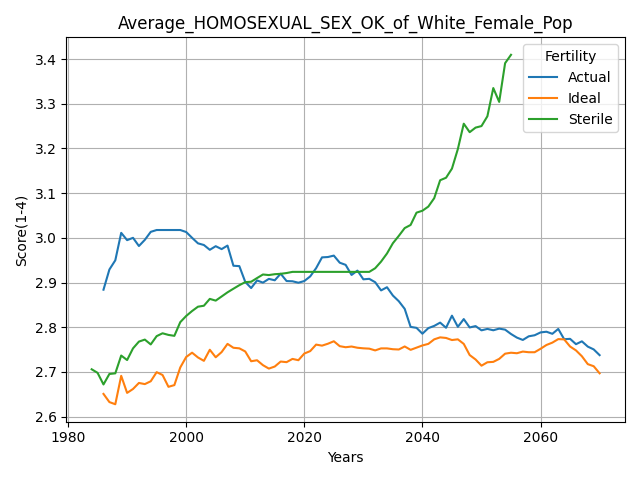 Average_HOMOSEXUAL_SEX_OK_of_White_Female_Pop
Fertility
Actual
Ideal
Sterile
Score(1-4)
3.4
3.3
3.2
3.1
3.0
2.9
2.8
2.7
2.6
1980
2000
2020
2040
2060
Years